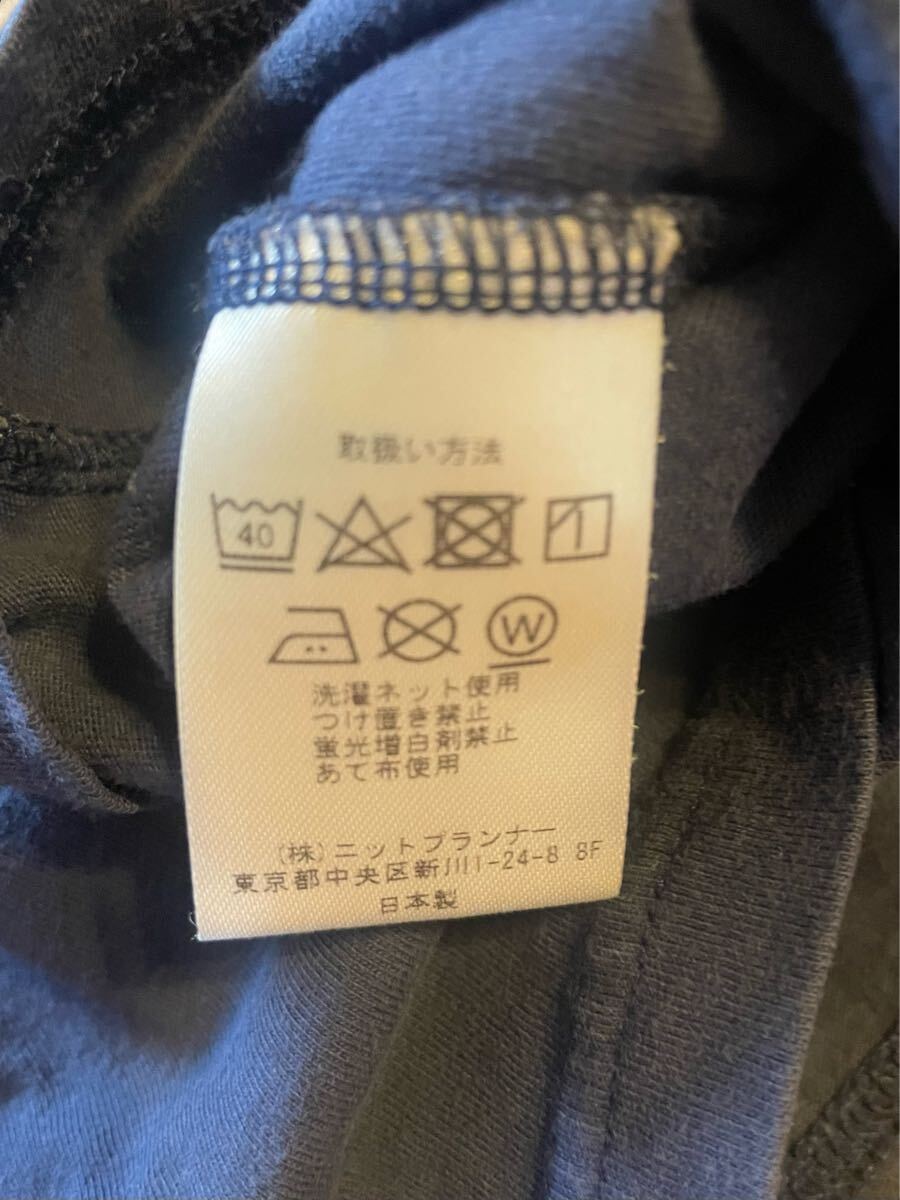 取扱い方法
40
W
洗濯ネット使用
つけ置き禁止
蛍光増白剤禁止
あて布使用
(株)ニットプランナー
東京都中央区新川1-24-8 8F
日本製